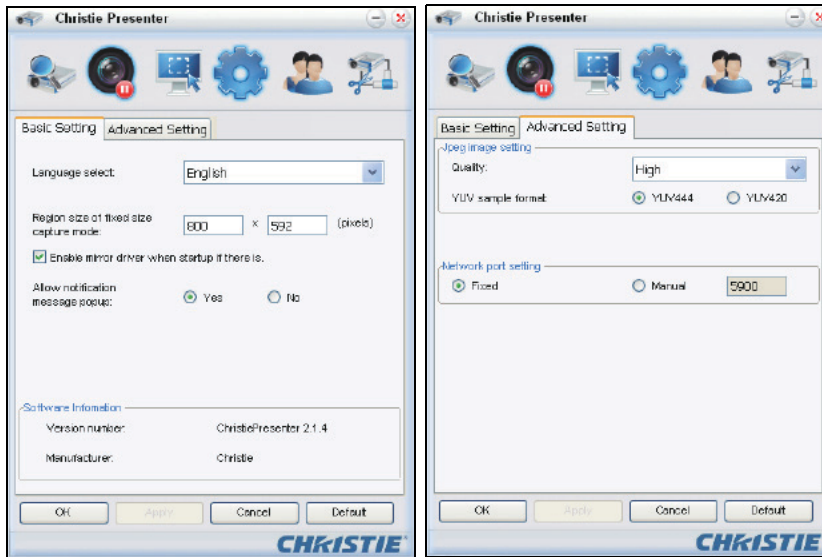 Christie Presenter
Basic Setting Advanced Setting
Language select: English
Region size of fixed size
capture mode: 800 x 592 (pixels)
Enable mirror driver when startup if there is.
Allow notification
message popup: Yes No
Software Infomation
Version number: ChristiePresenter 2.1.4
Manufacturer: Christie
OK Apply Cancel Defaut
CHRISTIE
Christie Presenter
Basic Setting Advanced Setting
Jpeg image setting
Quality: High
YUV sample format: YUV444 YUV420
Network port setting
Fixed Manual 5900
OK Apply Cancel Defout
CHRISTIE